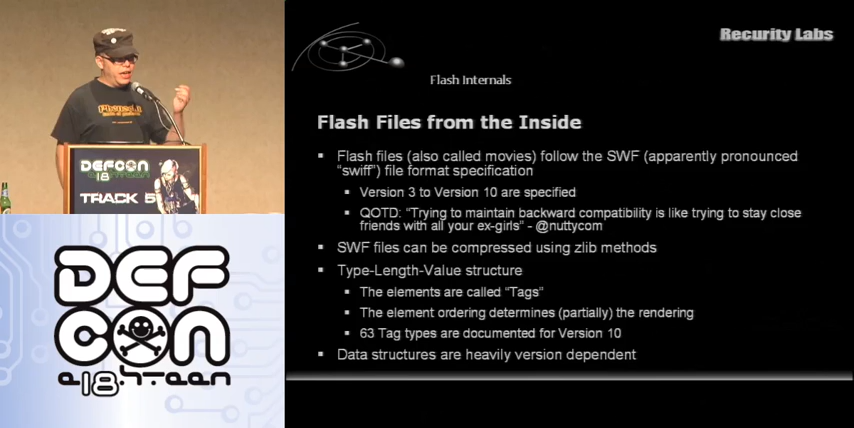 Recurity Labs
Flash Internals
Flash Files from the Inside
Flash files (also called movies) follow the SWF (apparently pronounced
“swiff”) file format specification
Version 3 to Version 10 are specified
QOTD: “Trying to maintain backward compatibility is like trying to stay close
friends with all your ex-girls” - @nuttycom
SWF files can be compressed using zlib methods
Type-Length-Value structure
The elements are called “Tags”
The element ordering determines (partially) the rendering
63 Tag types are documented for Version 10
Data structures are heavily version dependent
DEFCON
18
TRACK 5
DEF
CON
e18h-teen